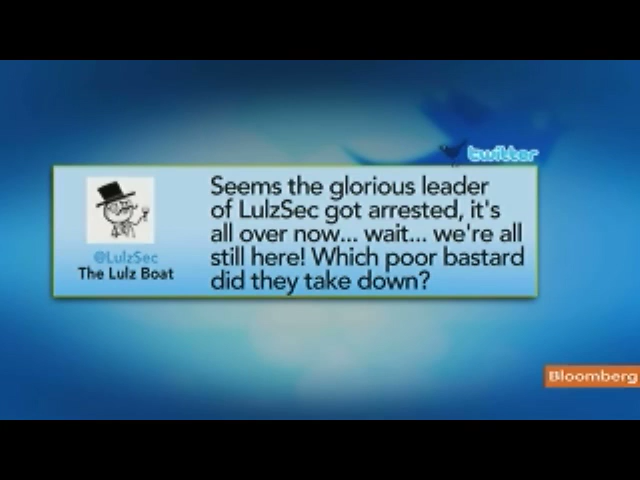 twitter
Seems the glorious leader
of LulzSec got arrested, it's
all over now... wait... we're all
still here! Which poor bastard
did they take down?
@LulzSec
The Lulz Boat
Bloomberg